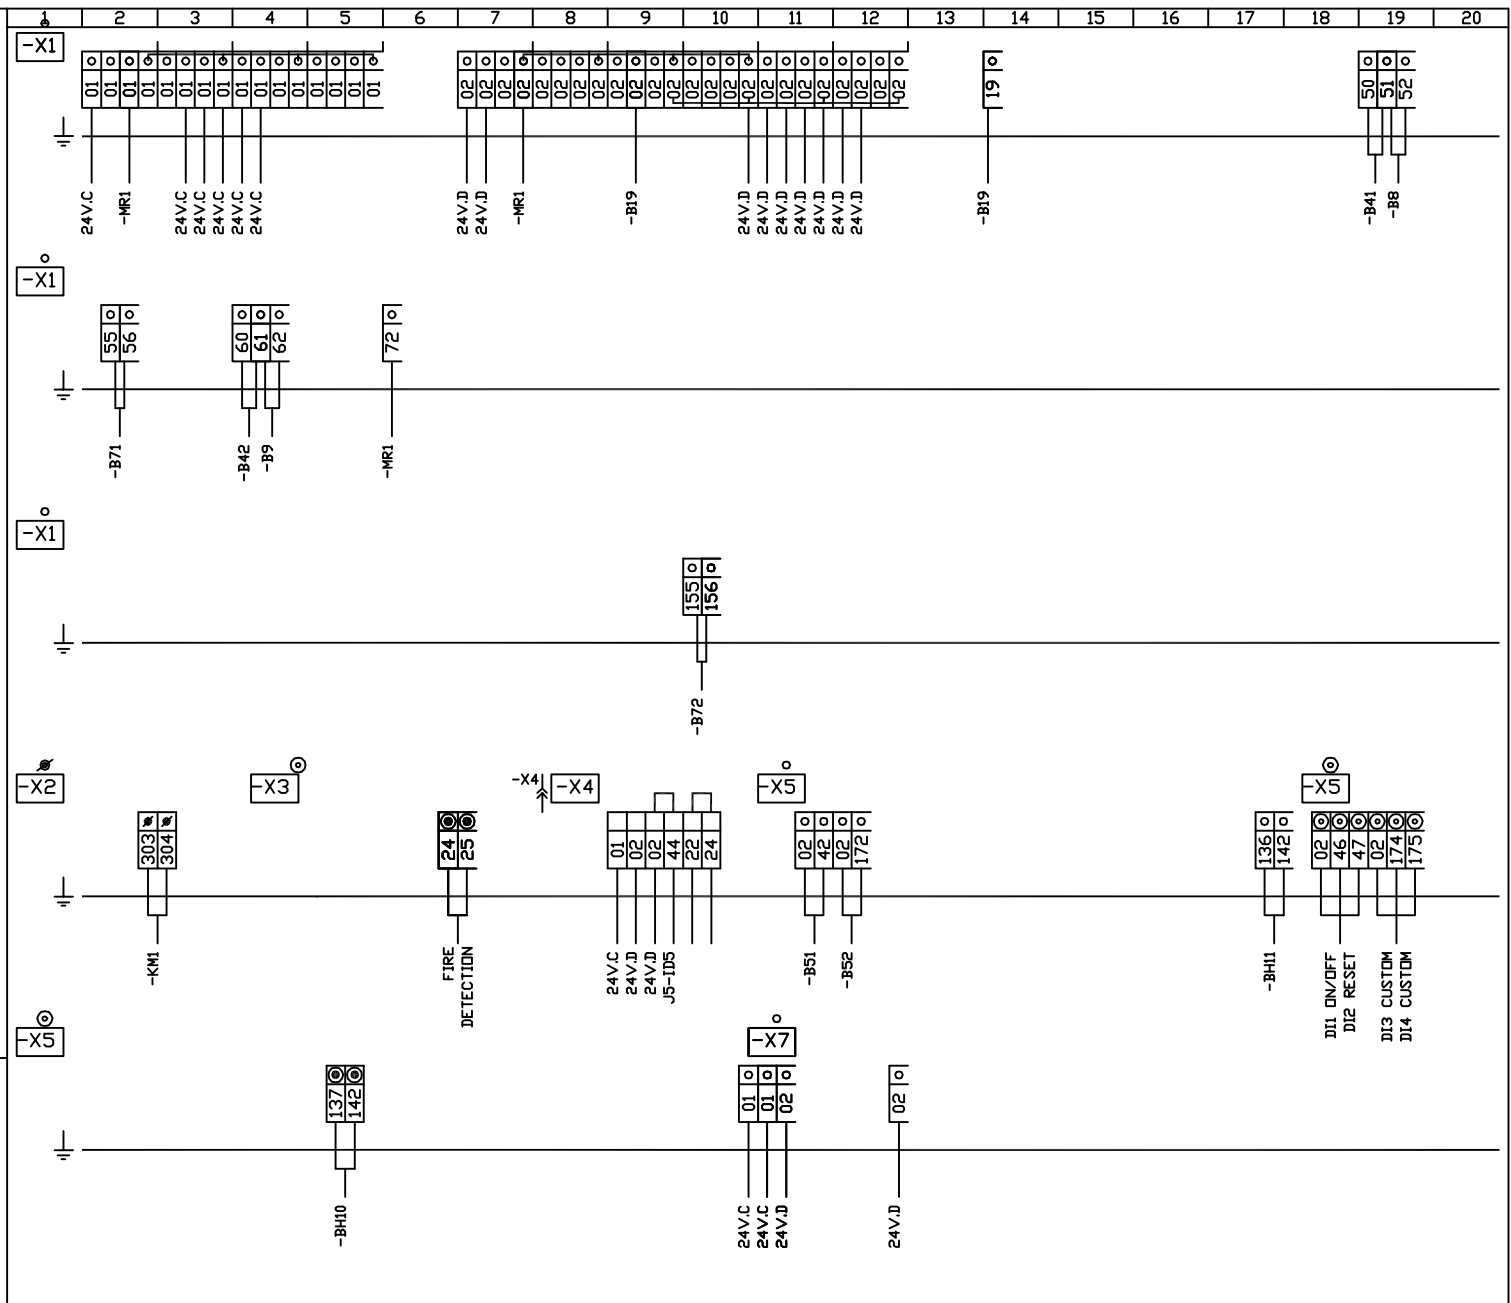 1 2 3 4 5 6 7 8 9 10 11 12 13 14 15 16 17 18 19 20
-X1
01 01 01 01 01 01 01 01 01 01 01 01 01 01 01 01 02 02 02 02 02 02 02 02 02 02 02 02 02 02 02 02 02 02 02 02 02 02 02 02 19 50 51 52
24V.C -MR1 24V.C 24V.C 24V.C 24V.C 24V.C 24V.D 24V.D -MR1 -B19 24V.D 24V.D 24V.D 24V.D 24V.D 24V.D 24V.D -B19 -B41 -B8
-X1
55 56 60 61 62 72
-B71 -B42 -B9 -MR1
-X1
155 156
-B72
-X2 -X3 -X4 -X4 -X5 -X5
303 304 24 25 01 02 02 44 22 24 02 42 02 172 136 142 02 46 47 02 174 175
-KM1
FIRE
DETECTION
24V.C
24V.D
24V.D
J5-ID5
-B51
-B52
-BH11
DI1 ON/OFF
DI2 RESET
DI3 CUSTOM
DI4 CUSTOM
-X5 -X7
137 142 01 01 02 02
-BH10 24V.C 24V.C 24V.D 24V.D